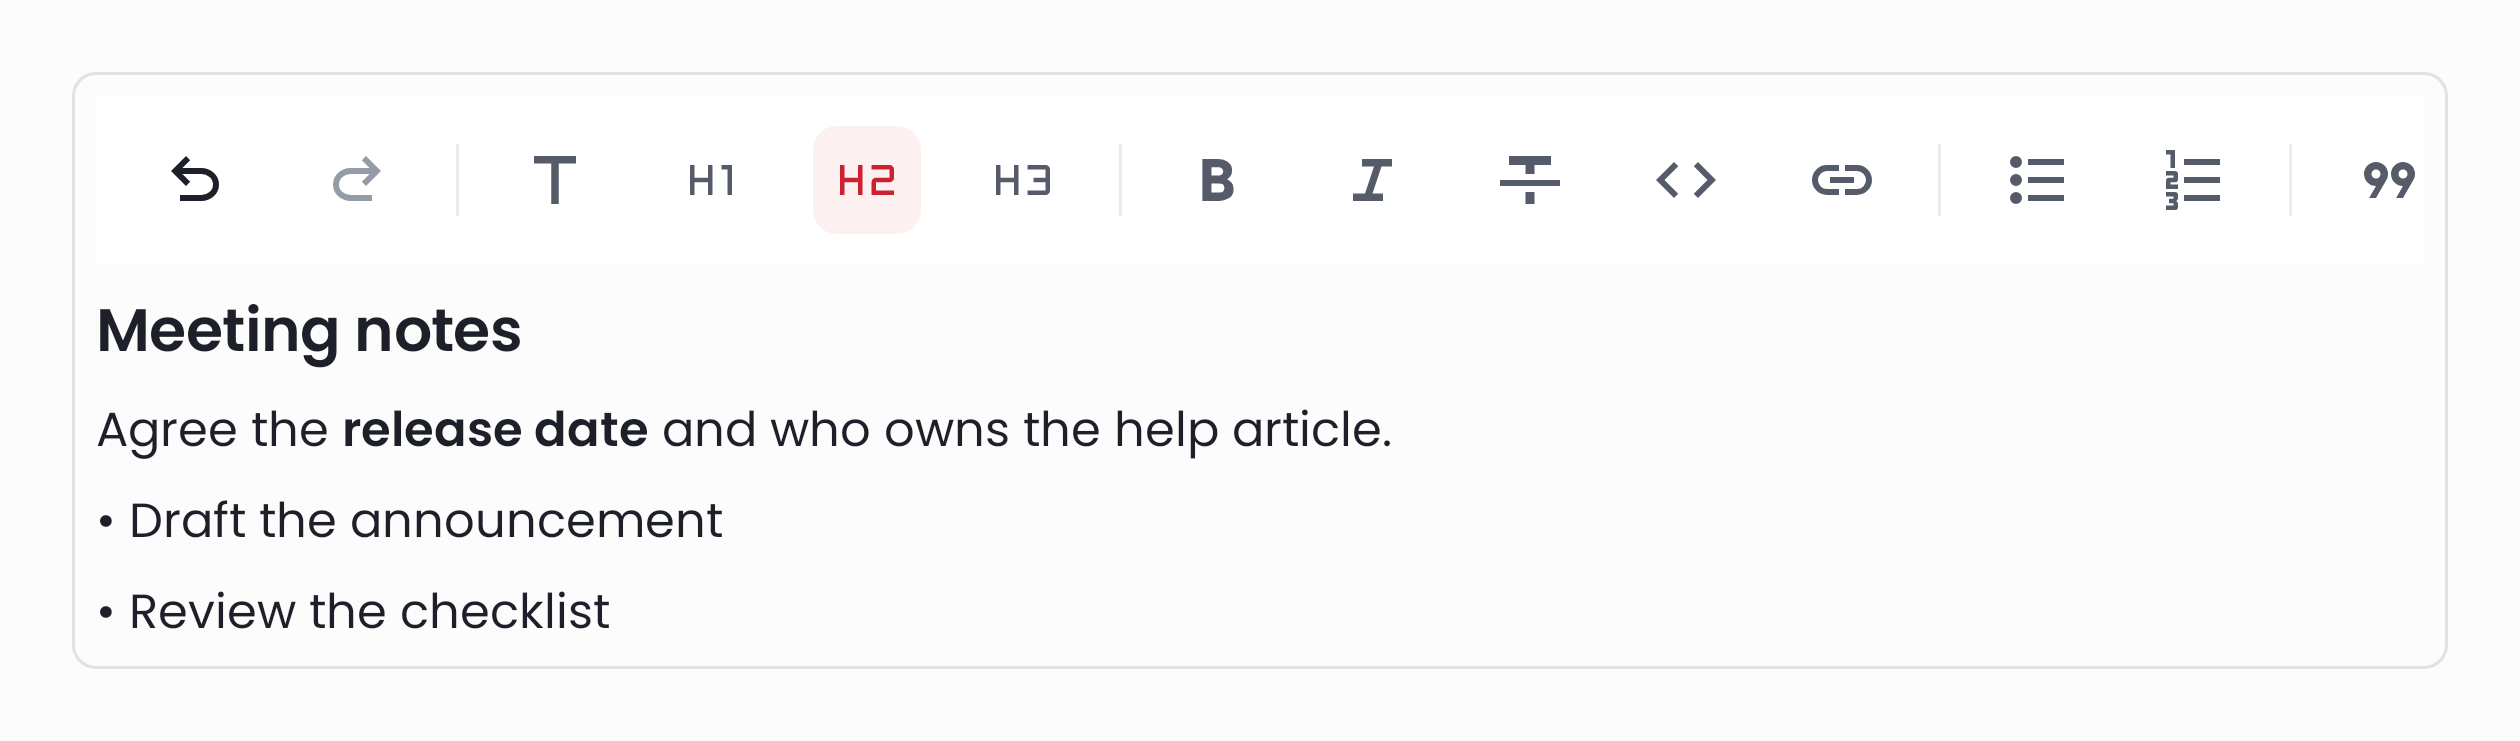 T H1 H2 H3 B I
Meeting notes
Agree the release date and who owns the help article.
• Draft the announcement
• Review the checklist